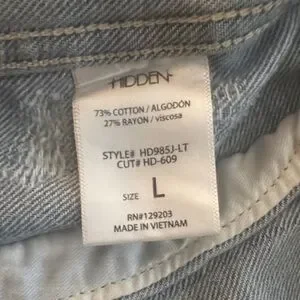 HIDDEN
73% COTTON / ALGODÓN
27% RAYON / viscosa
STYLE# HD985J-LT
CUT# HD-609
SIZE L
RN#129203
MADE IN VIETNAM